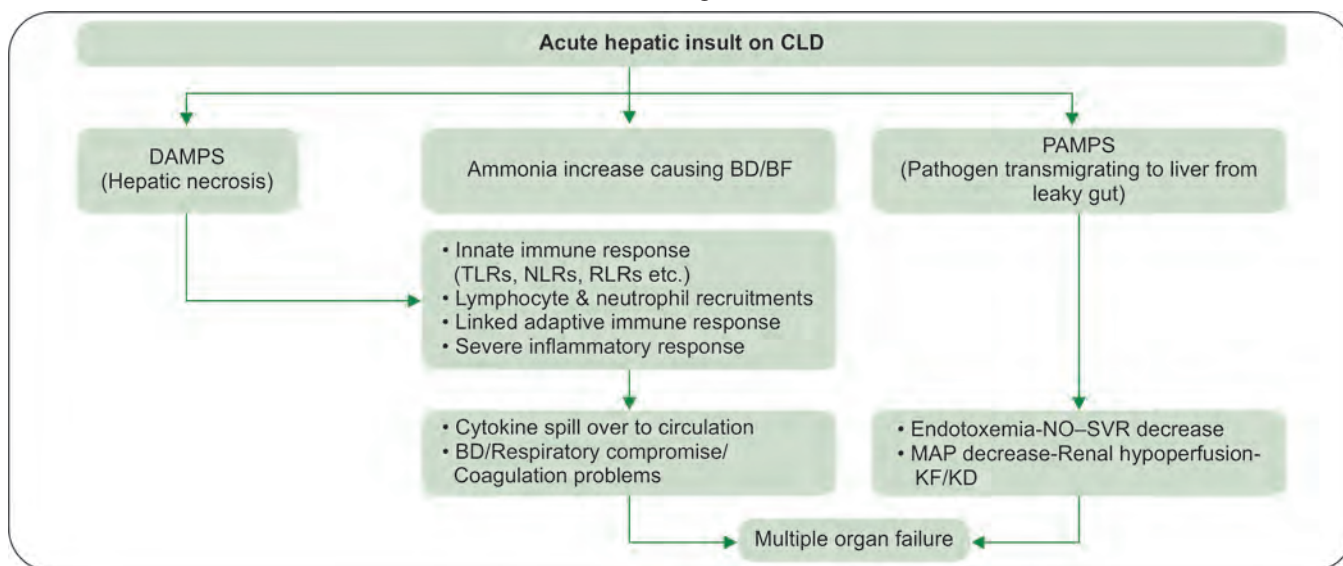 Acute hepatic insult on CLD
DAMPS
(Hepatic necrosis)
Ammonia increase causing BD/BF
PAMPS
(Pathogen transmigrating to liver from
leaky gut)
• Innate immune response
(TLRs, NLRs, RLRs etc.)
• Lymphocyte & neutrophil recruitments
• Linked adaptive immune response
• Severe inflammatory response
• Cytokine spill over to circulation
• BD/Respiratory compromise/
Coagulation problems
• Endotoxemia-NO–SVR decrease
• MAP decrease-Renal hypoperfusion-
KF/KD
Multiple organ failure